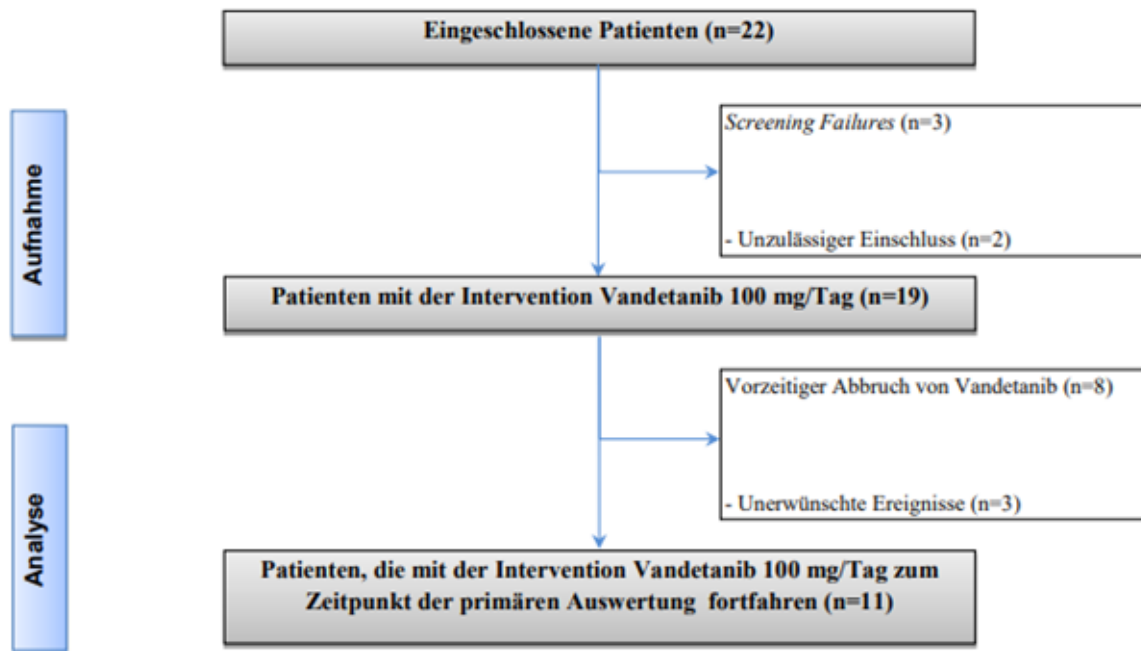 Eingeschlossene Patienten (n=22)
Aufnahme
Screening Failures (n=3)
- Unzulässiger Einschluss (n=2)
Patienten mit der Intervention Vandetanib 100 mg/Tag (n=19)
Vorzeitiger Abbruch von Vandetanib (n=8)
- Unerwünschte Ereignisse (n=3)
Analyse
Patienten, die mit der Intervention Vandetanib 100 mg/Tag zum
Zeitpunkt der primären Auswertung fortfahren (n=11)